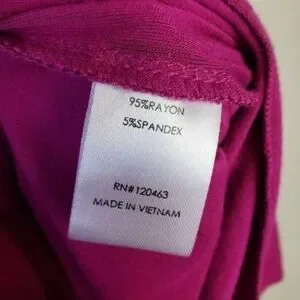 95%RAYON
5%SPANDEX
RN#120463
MADE IN VIETNAM